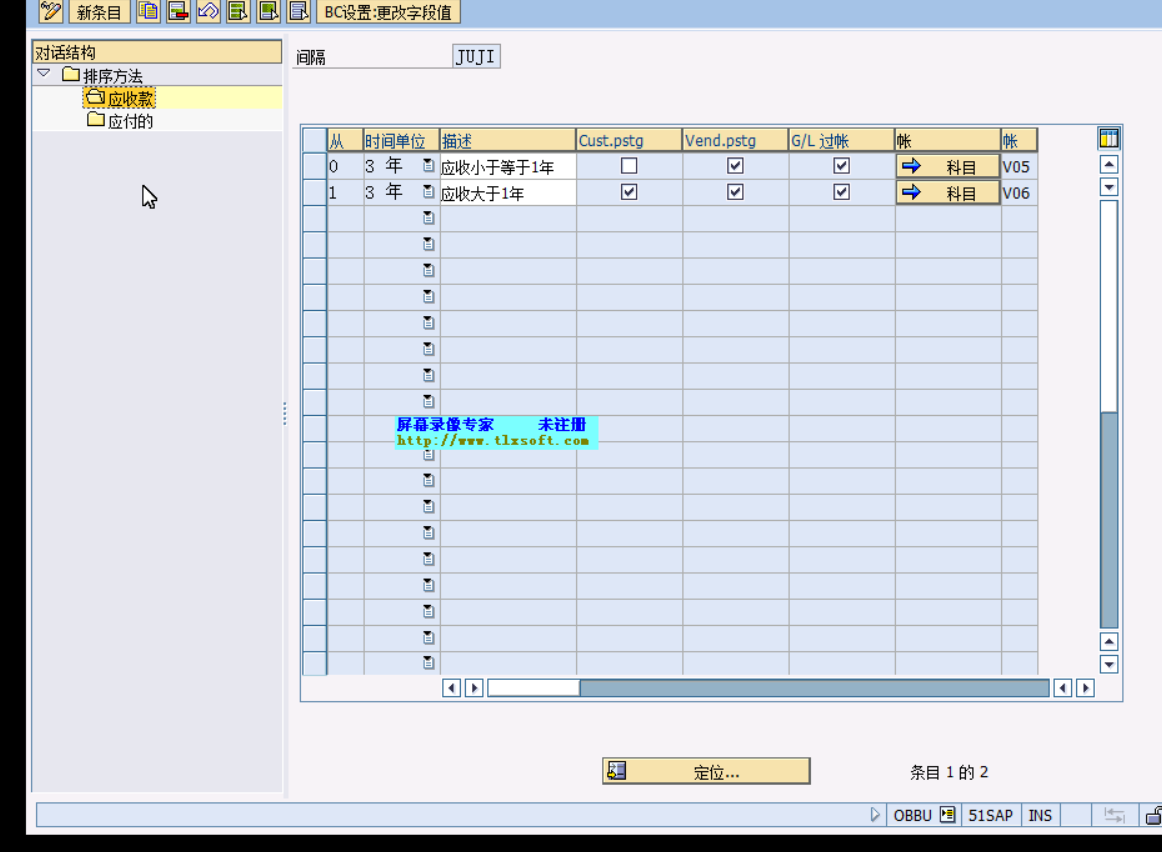 新条目 BC设置:更改字段值
对话结构
排序方法
应收款
应付的
间隔 JUJI
从 时间单位 描述 Cust.pstg Vend.pstg G/L 过帐 帐 帐
0 3 年 应收小于等于1年 科目 V05
1 3 年 应收大于1年 科目 V06
屏幕录像专家 未注册
http://www.tlxsoft.com
定位... 条目 1 的 2
OBBU 51SAP INS